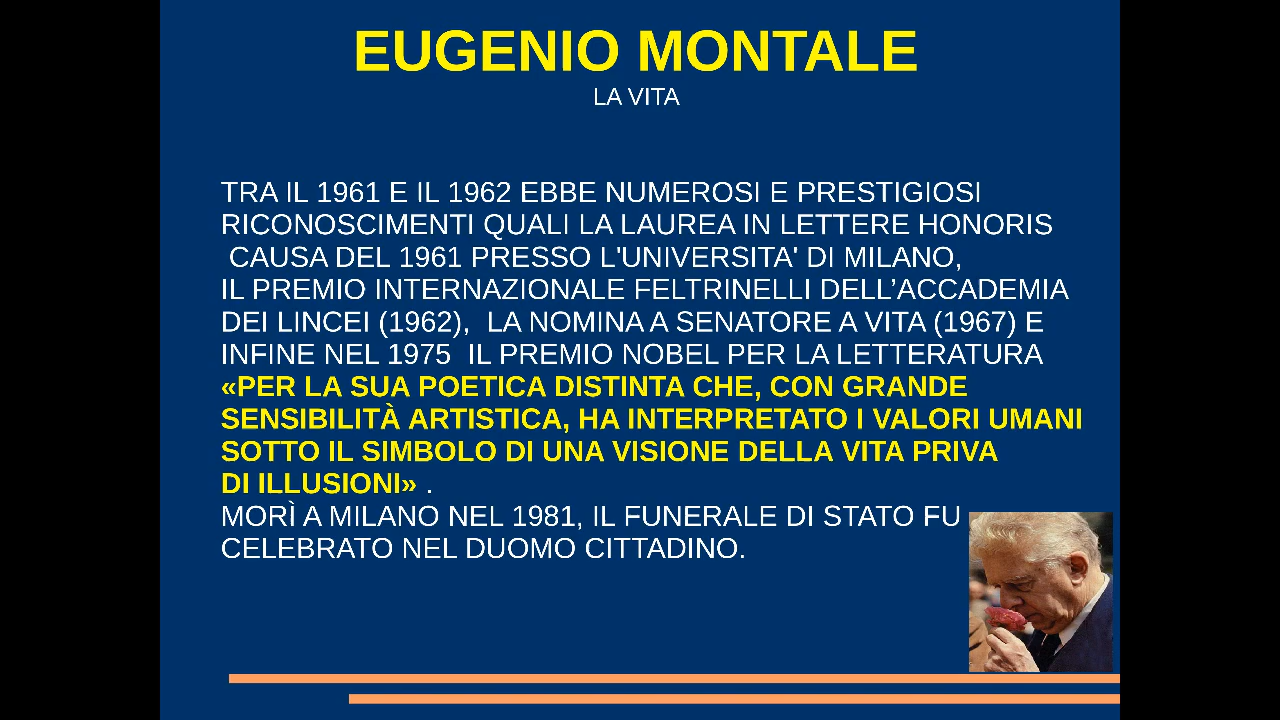 EUGENIO MONTALE
LA VITA
TRA IL 1961 E IL 1962 EBBE NUMEROSI E PRESTIGIOSI
RICONOSCIMENTI QUALI LA LAUREA IN LETTERE HONORIS
CAUSA DEL 1961 PRESSO L'UNIVERSITA' DI MILANO,
IL PREMIO INTERNAZIONALE FELTRINELLI DELL’ACCADEMIA
DEI LINCEI (1962), LA NOMINA A SENATORE A VITA (1967) E
INFINE NEL 1975 IL PREMIO NOBEL PER LA LETTERATURA
«PER LA SUA POETICA DISTINTA CHE, CON GRANDE
SENSIBILITÀ ARTISTICA, HA INTERPRETATO I VALORI UMANI
SOTTO IL SIMBOLO DI UNA VISIONE DELLA VITA PRIVA
DI ILLUSIONI» .
MORÌ A MILANO NEL 1981, IL FUNERALE DI STATO FU
CELEBRATO NEL DUOMO CITTADINO.